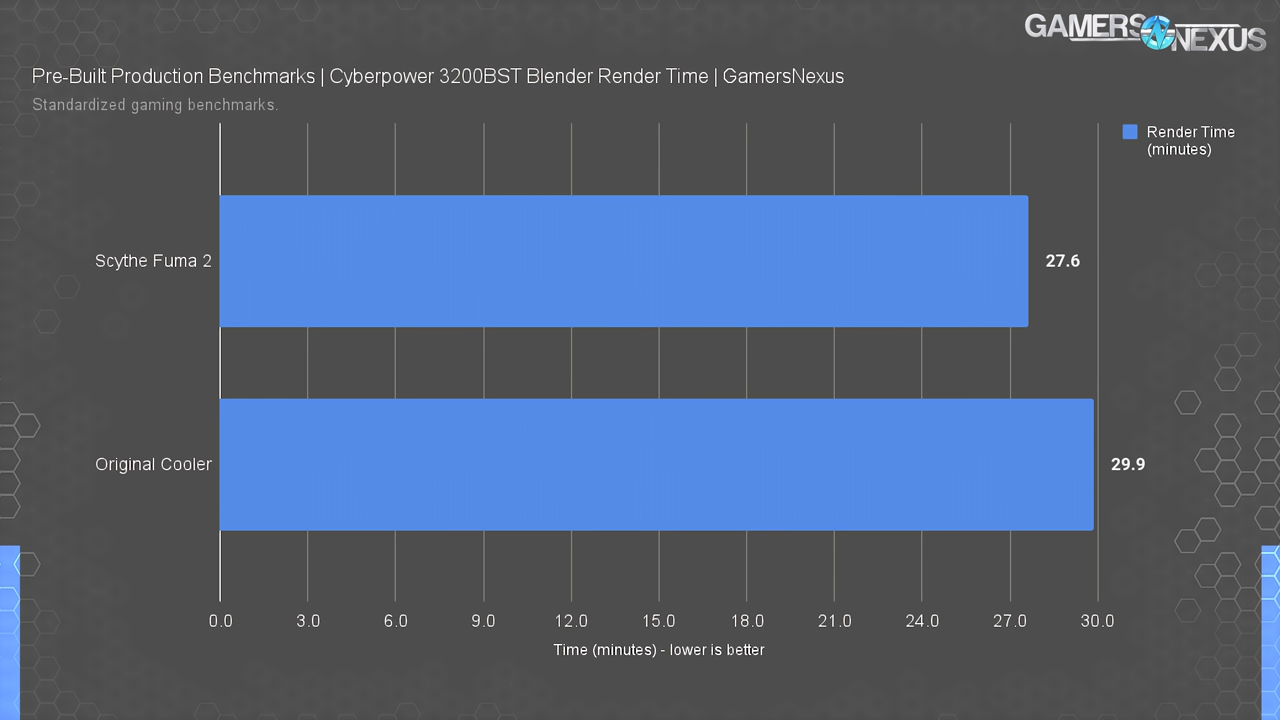 GAMERS NEXUS
Pre-Built Production Benchmarks | Cyberpower 3200BST Blender Render Time | GamersNexus
Standardized gaming benchmarks.
Render Time
(minutes)
Scythe Fuma 2
27.6
Original Cooler
29.9
0.0 3.0 6.0 9.0 12.0 15.0 18.0 21.0 24.0 27.0 30.0
Time (minutes) - lower is better